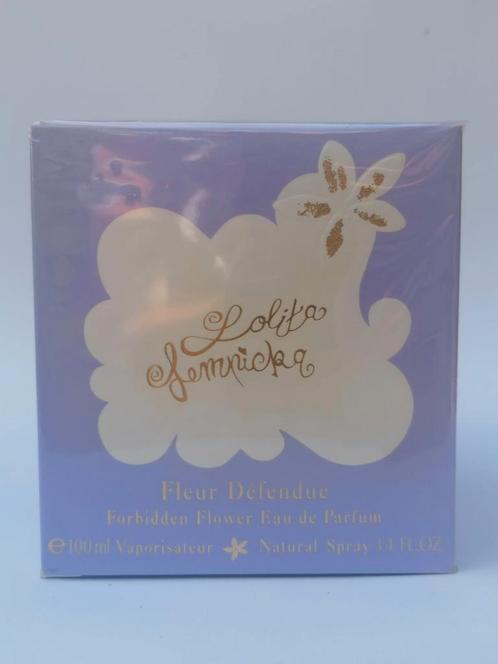 Lolita
Lempicka
Fleur Défendue
Forbidden Flower Eau de Parfum
℮100 ml Vaporisateur Natural Spray 3.4 FL.OZ